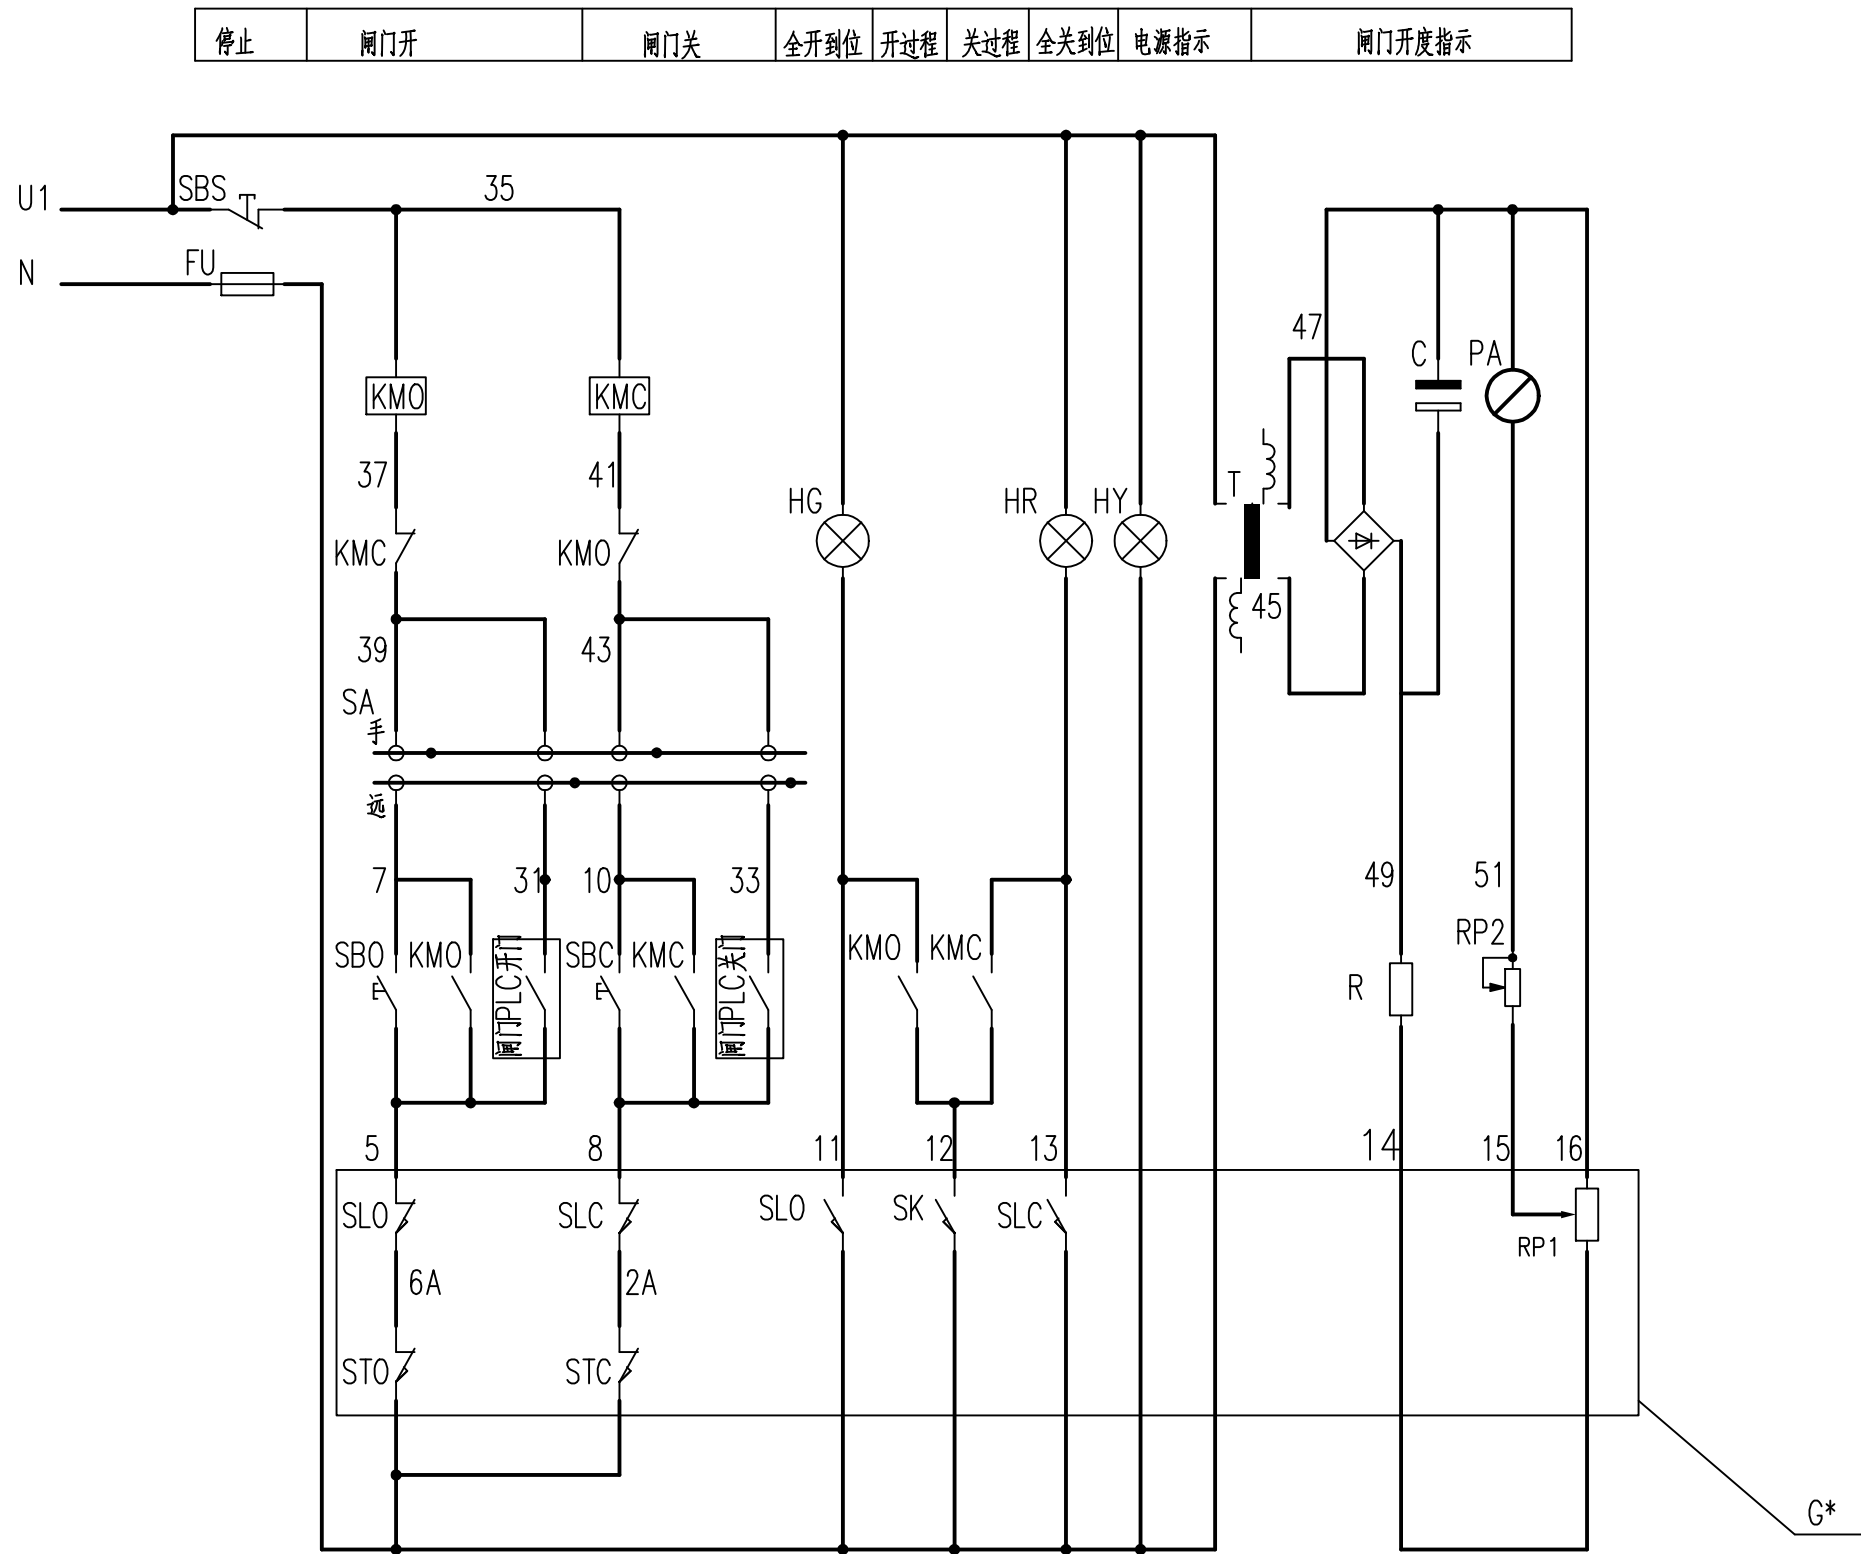 停止 闸门开 闸门关 全开到位 开过程 关过程 全关到位 电源指示 闸门开度指示
U1 SBS 35
N FU
47
C PA
KMO KMC
37 41
HG HR HY T
KMC KMO
45
39 43
SA
手
远
7 31 10 33 49 51
RP2
SBO KMO 闸门PLC开门 SBC KMC 闸门PLC关门 KMO KMC
R
5 8 11 12 13 14 15 16
SLO SLC SLO SK SLC
RP1
6A 2A
STO STC
G*